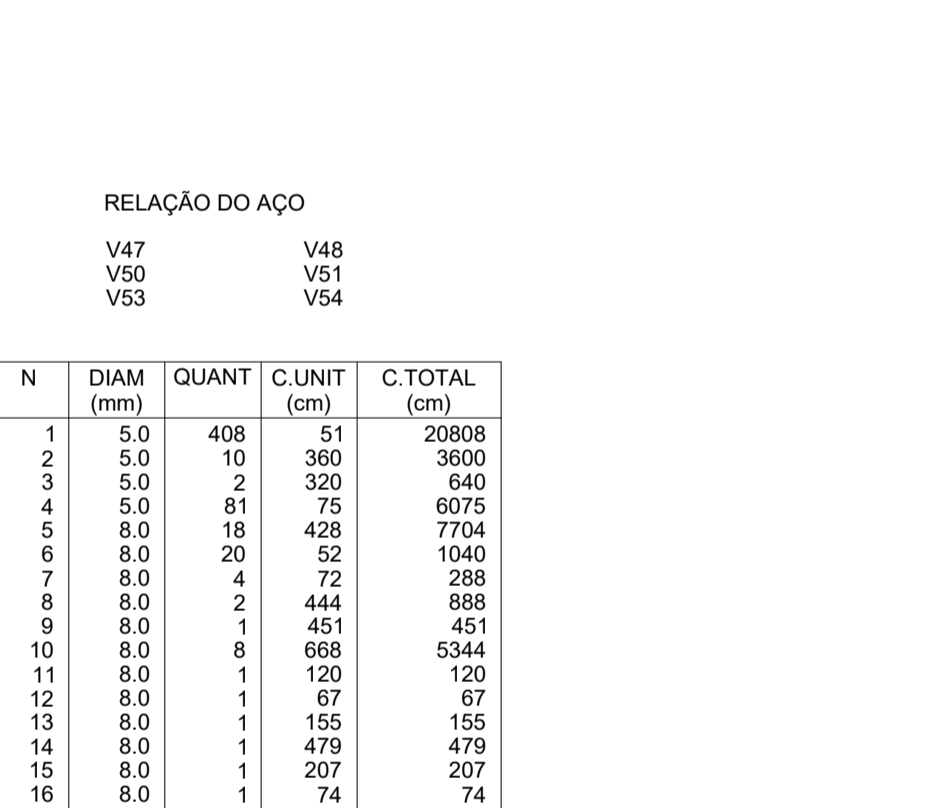 RELAÇÃO DO AÇO
V47 V48
V50 V51
V53 V54
N DIAM QUANT C.UNIT C.TOTAL
(mm) (cm) (cm)
1 5.0 408 51 20808
2 5.0 10 360 3600
3 5.0 2 320 640
4 5.0 81 75 6075
5 8.0 18 428 7704
6 8.0 20 52 1040
7 8.0 4 72 288
8 8.0 2 444 888
9 8.0 1 451 451
10 8.0 8 668 5344
11 8.0 1 120 120
12 8.0 1 67 67
13 8.0 1 155 155
14 8.0 1 479 479
15 8.0 1 207 207
16 8.0 1 74 74